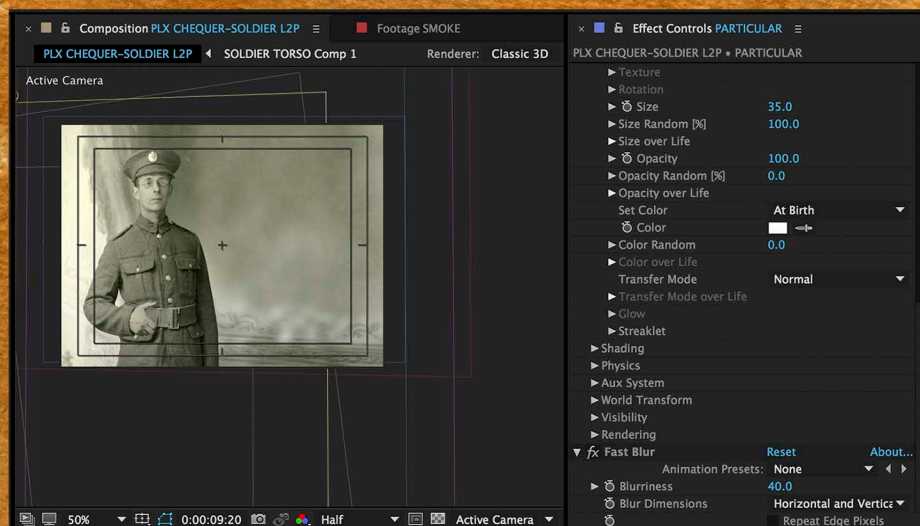 Composition PLX CHEQUER–SOLDIER L2P
Footage SMOKE
PLX CHEQUER–SOLDIER L2P
SOLDIER TORSO Comp 1
Renderer: Classic 3D
Active Camera
50%
0:00:09:20
Half
Active Camera
Effect Controls PARTICULAR
PLX CHEQUER–SOLDIER L2P • PARTICULAR
Texture
Rotation
Size 35.0
Size Random [%] 100.0
Size over Life
Opacity 100.0
Opacity Random [%] 0.0
Opacity over Life
Set Color At Birth
Color
Color Random 0.0
Color over Life
Transfer Mode Normal
Transfer Mode over Life
Glow
Streaklet
Shading
Physics
Aux System
World Transform
Visibility
Rendering
fx Fast Blur Reset About...
Animation Presets: None
Blurriness 40.0
Blur Dimensions Horizontal and Vertica
Repeat Edge Pixels